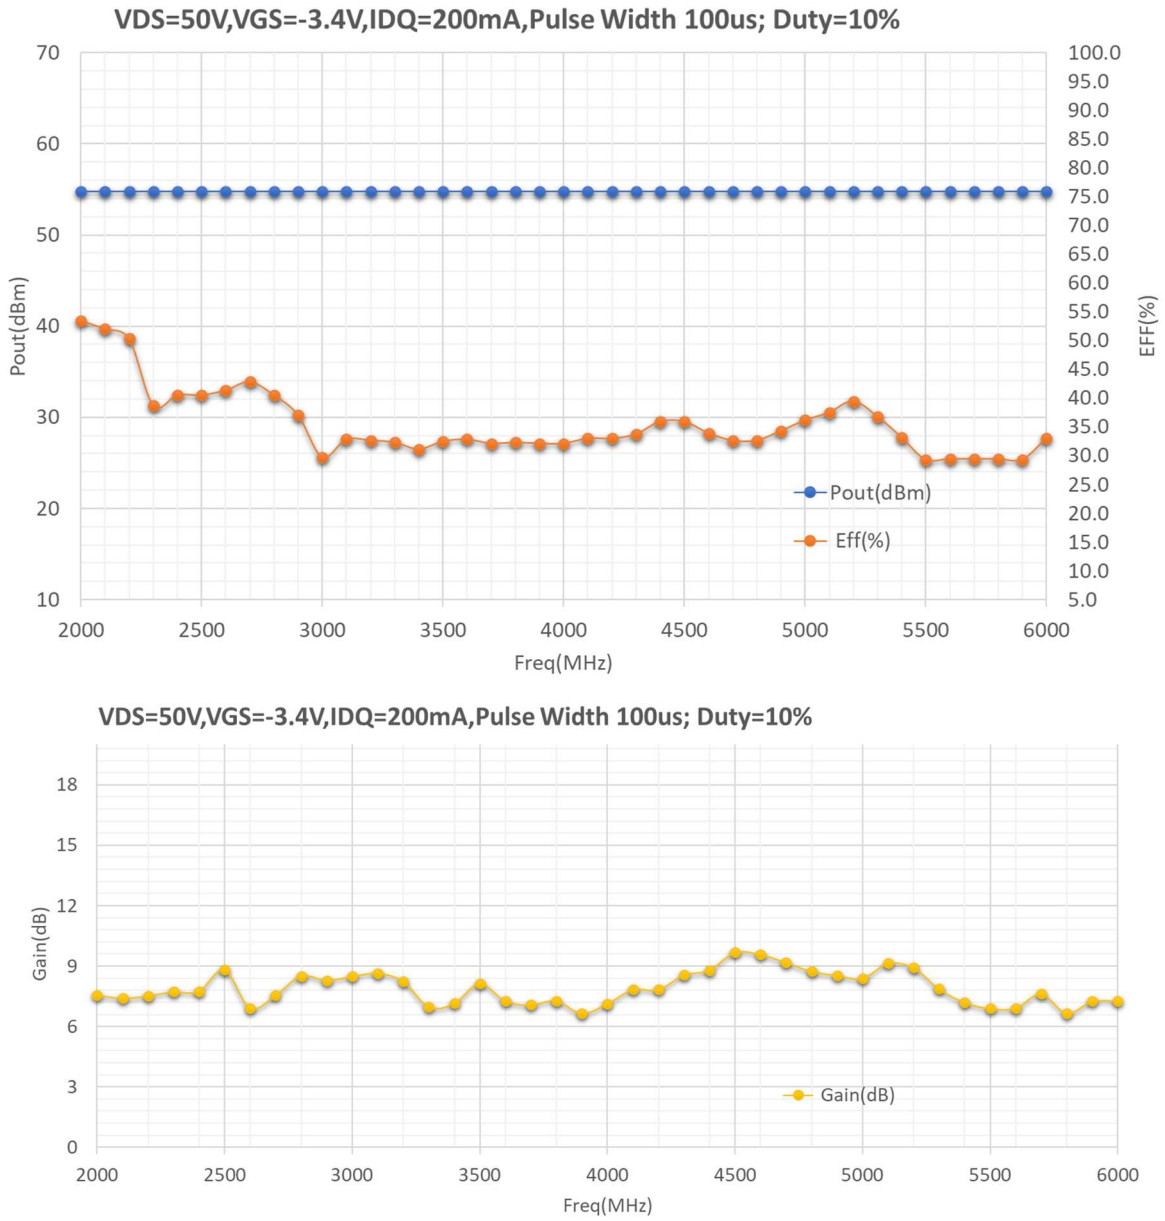 VDS=50V,VGS=-3.4V,IDQ=200mA,Pulse Width 100us; Duty=10%
70
60
50
40
30
20
10
Pout(dBm)
100.0
95.0
90.0
85.0
80.0
75.0
70.0
65.0
60.0
55.0
50.0
45.0
40.0
35.0
30.0
25.0
20.0
15.0
10.0
5.0
EFF(%)
Pout(dBm)
Eff(%)
2000 2500 3000 3500 4000 4500 5000 5500 6000
Freq(MHz)
VDS=50V,VGS=-3.4V,IDQ=200mA,Pulse Width 100us; Duty=10%
18
15
12
9
6
3
0
Gain(dB)
Gain(dB)
2000 2500 3000 3500 4000 4500 5000 5500 6000
Freq(MHz)